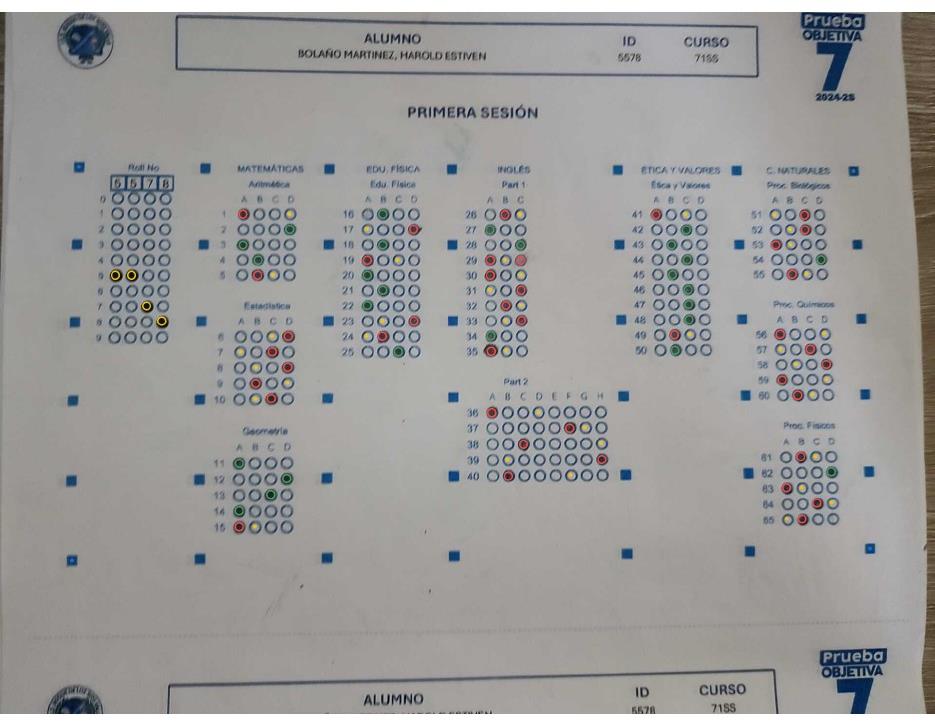 ALUMNO ID CURSO
BOLAÑO MARTINEZ, HAROLD ESTIVEN 5578 71SS
Prueba
OBJETIVA
7
2024-2S
PRIMERA SESIÓN
Roll No MATEMÁTICAS EDU. FÍSICA INGLÉS ÉTICA Y VALORES C. NATURALES
5 5 7 8 Aritmética Edu. Física Part 1 Ética y Valores Proc. Biológicos
A B C D A B C D A B C A B C D A B C D
0
1 1 16 26 41 51
2 2 17 27 42 52
3 3 18 28 43 53
4 4 19 29 44 54
5 5 20 30 45 55
6 21 31 46
7 Estadística 22 32 47 Proc. Químicos
8 A B C D 23 33 48 A B C D
9 6 24 34 49 56
7 25 35 50 57
8 58
9 Part 2 59
10 A B C D E F G H 60
36
Geometría 37 Proc. Físicos
A B C D 38 A B C D
11 39 61
12 40 62
13 63
14 64
15 65
ALUMNO ID CURSO
5578 71SS
Prueba
OBJETIVA
7